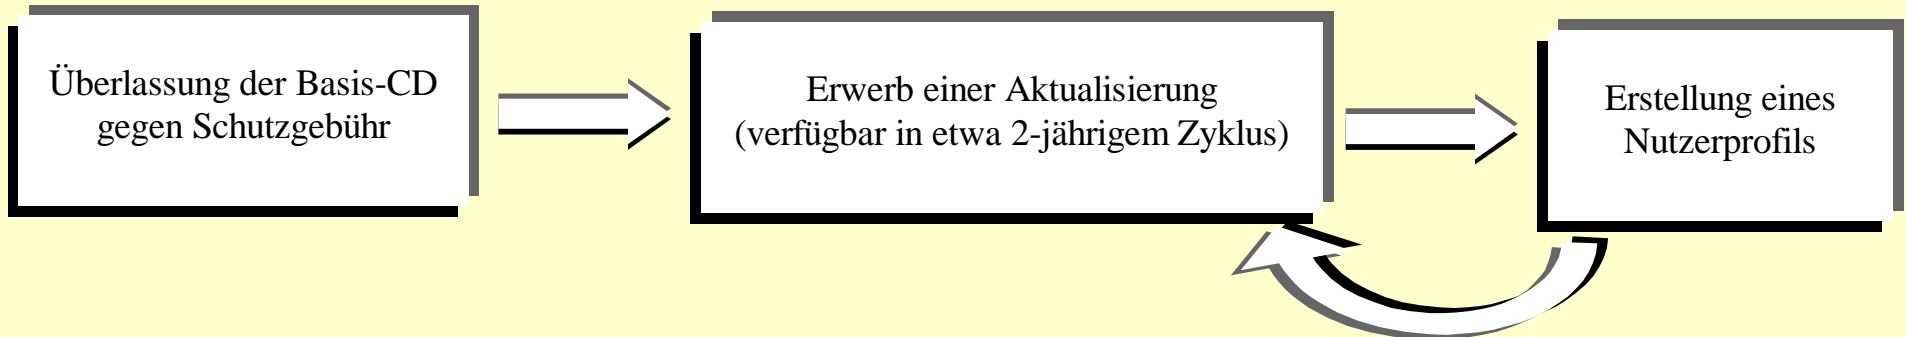 Überlassung der Basis-CD
gegen Schutzgebühr
Erwerb einer Aktualisierung
(verfügbar in etwa 2-jährigem Zyklus)
Erstellung eines
Nutzerprofils